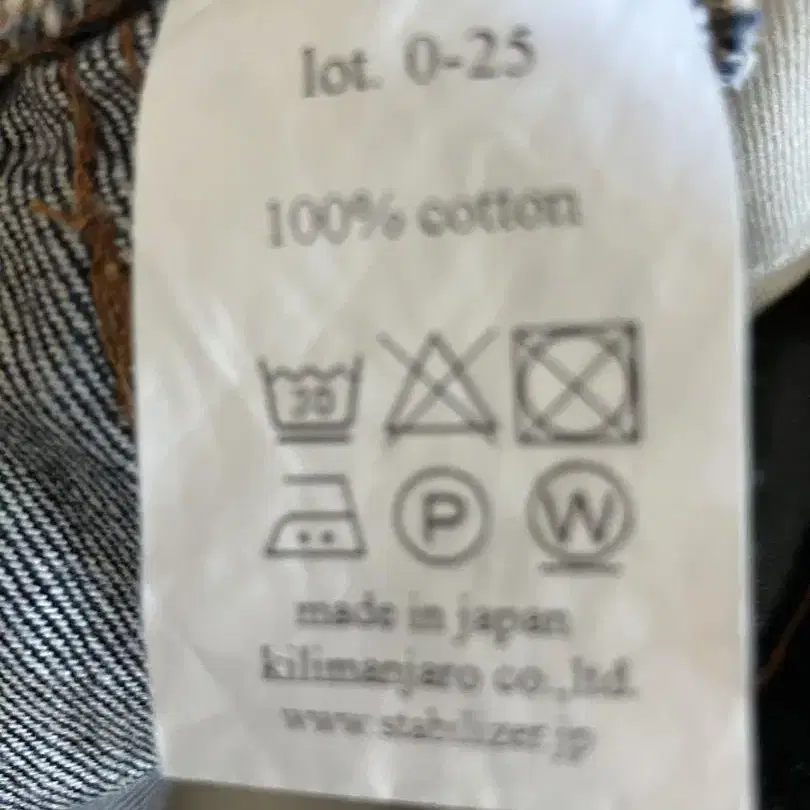 lot. 0-25
100% cotton
30
P W
made in japan
kilimanjaro co.,ltd.
www.stabilizer.jp